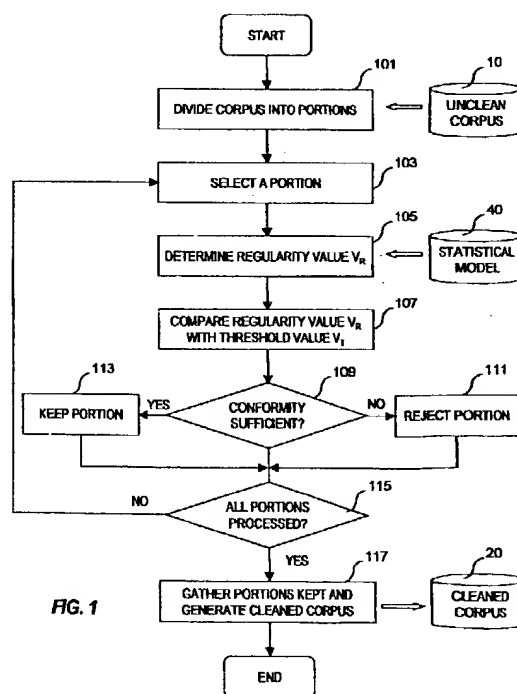 START
101
10
DIVIDE CORPUS INTO PORTIONS
UNCLEAN
CORPUS
103
SELECT A PORTION
105
40
DETERMINE REGULARITY VALUE VR
STATISTICAL
MODEL
107
COMPARE REGULARITY VALUE VR
WITH THRESHOLD VALUE VT
113
109
111
YES
CONFORMITY
SUFFICIENT?
NO
KEEP PORTION
REJECT PORTION
NO
115
ALL PORTIONS
PROCESSED?
YES
117
20
GATHER PORTIONS KEPT AND
GENERATE CLEANED CORPUS
CLEANED
CORPUS
FIG. 1
END